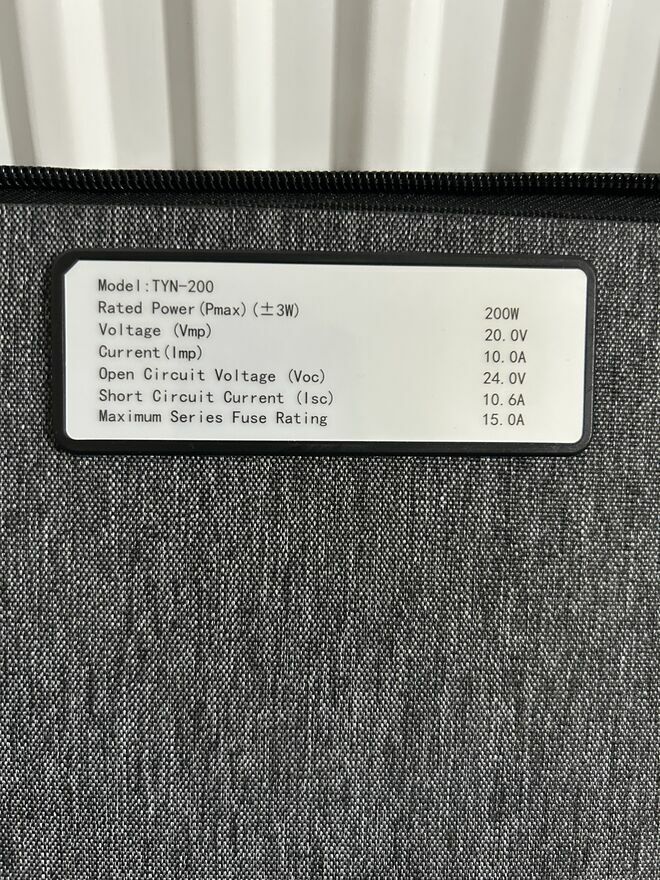 Model:TYN-200
Rated Power(Pmax)(±3W) 200W
Voltage (Vmp) 20.0V
Current(Imp) 10.0A
Open Circuit Voltage (Voc) 24.0V
Short Circuit Current (Isc) 10.6A
Maximum Series Fuse Rating 15.0A